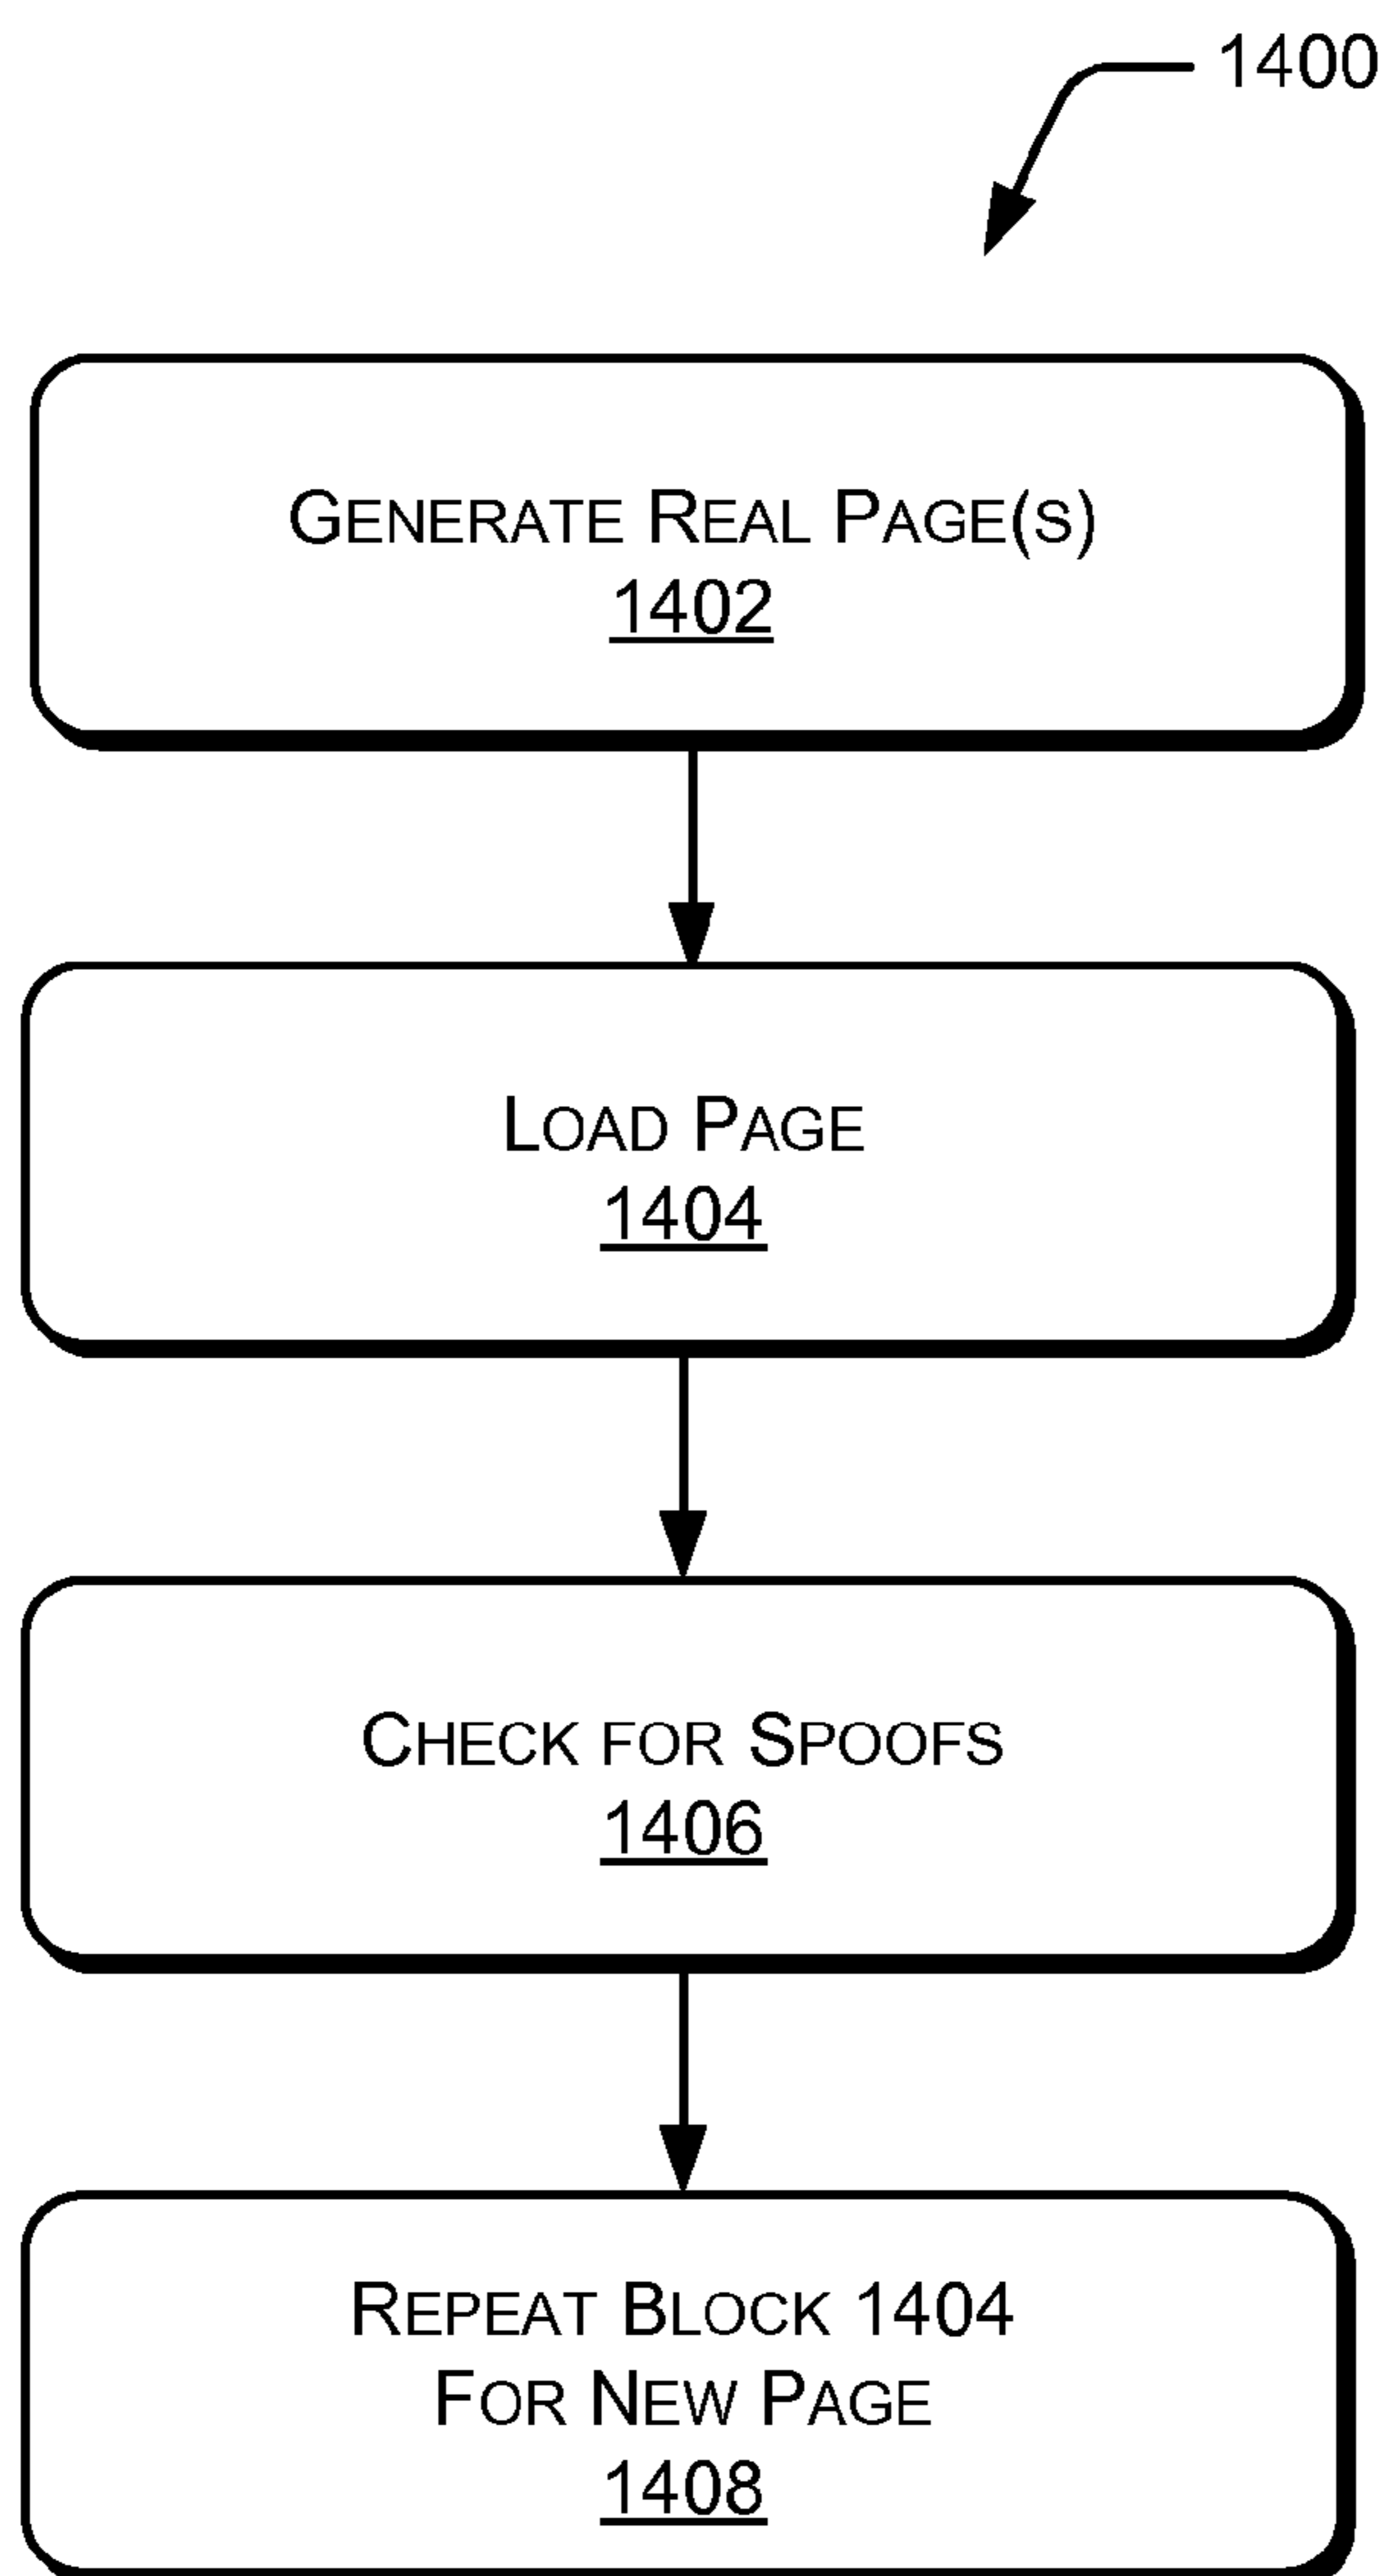 1400
GENERATE REAL PAGE(S)
1402
LOAD PAGE
1404
CHECK FOR SPOOFS
1406
REPEAT BLOCK 1404
FOR NEW PAGE
1408